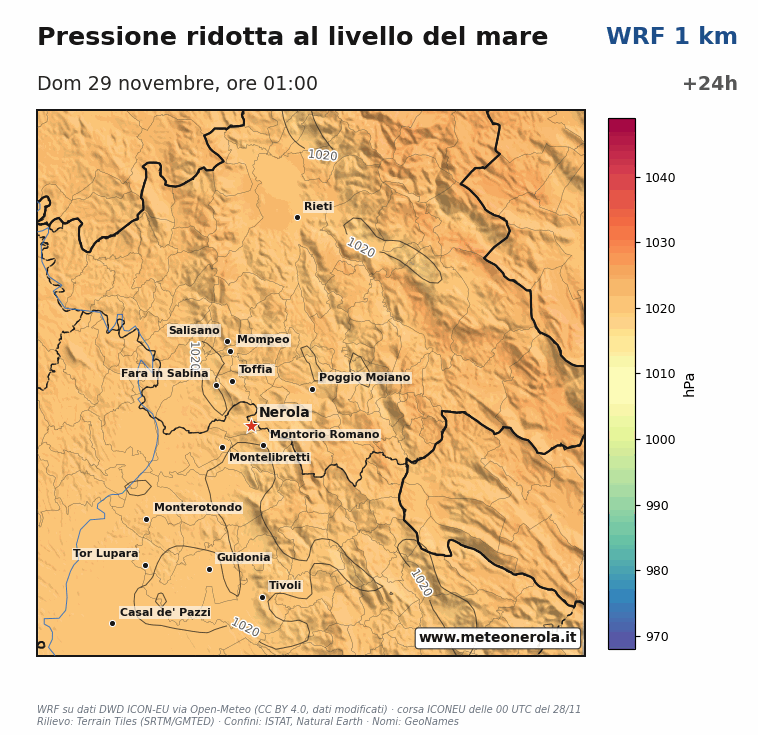 Pressione ridotta al livello del mare
WRF 1 km
Dom 29 novembre, ore 01:00
+24h
1020
Rieti
1020
Salisano
Mompeo
1020
Toffia
Fara in Sabina
Poggio Moiano
Nerola
Montorio Romano
Montelibretti
Monterotondo
Tor Lupara
Guidonia
Tivoli
1020
Casal de' Pazzi
1020
www.meteonerola.it
1040
1030
1020
1010
1000
990
980
970
hPa
WRF su dati DWD ICON-EU via Open-Meteo (CC BY 4.0, dati modificati) · corsa ICONEU delle 00 UTC del 28/11
Rilievo: Terrain Tiles (SRTM/GMTED) · Confini: ISTAT, Natural Earth · Nomi: GeoNames